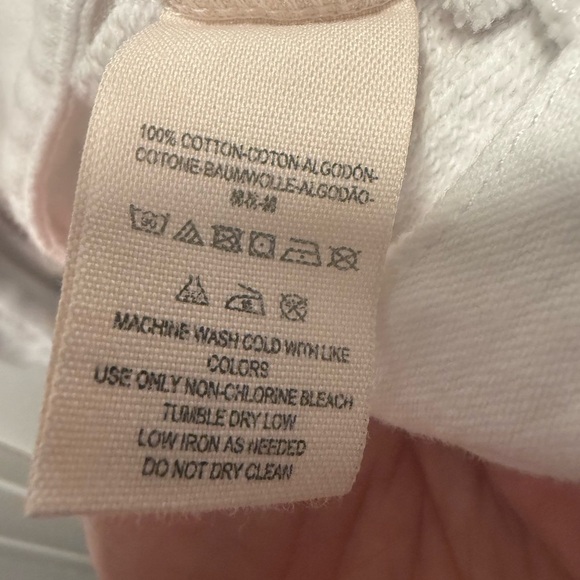 100% COTTON-COTON-ALGODÓN-
COTONE-BAUMWOLLE-ALGODÃO-
MACHINE WASH COLD WITH LIKE
COLORS
USE ONLY NON-CHLORINE BLEACH
TUMBLE DRY LOW
LOW IRON AS NEEDED
DO NOT DRY CLEAN